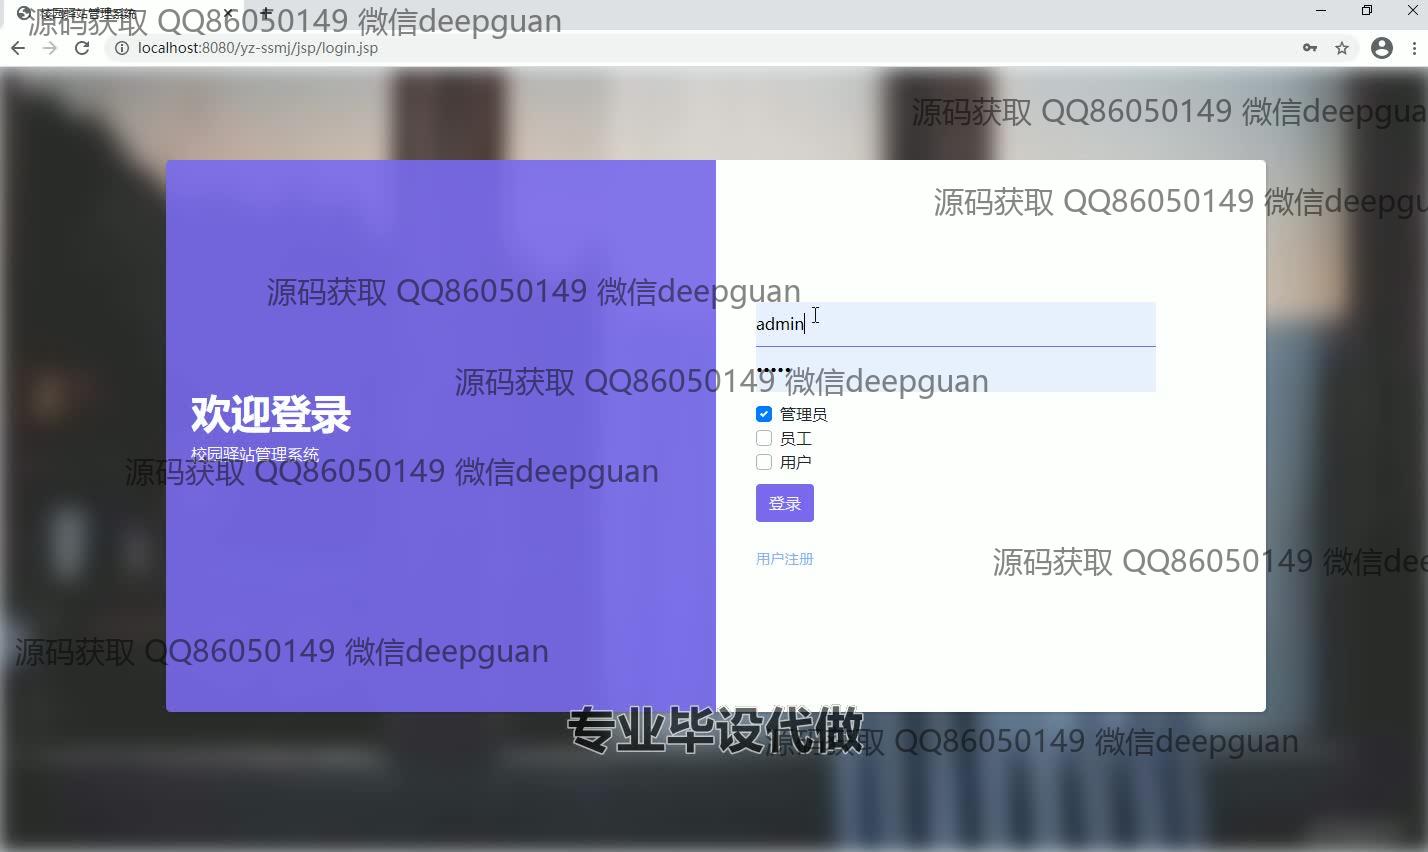 校园驿站管理系统
源码获取 QQ86050149 微信deepguan
localhost:8080/yz-ssmj/jsp/login.jsp
源码获取 QQ86050149 微信deepgua
源码获取 QQ86050149 微信deepgu
源码获取 QQ86050149 微信deepguan
admin
源码获取 QQ86050149 微信deepguan
•••••
欢迎登录
管理员
员工
校园驿站管理系统
用户
源码获取 QQ86050149 微信deepguan
登录
用户注册
源码获取 QQ86050149 微信dee
源码获取 QQ86050149 微信deepguan
专业毕设代做
源码获取 QQ86050149 微信deepguan